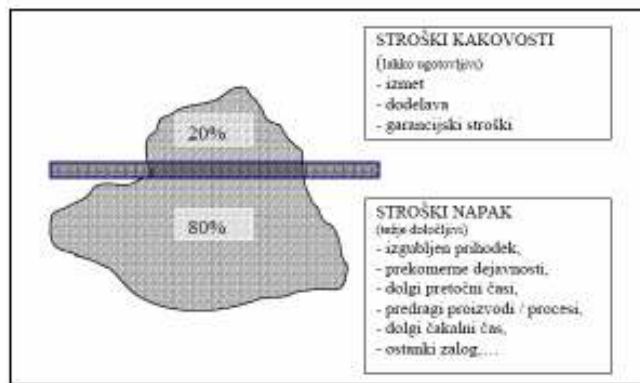 STROŠKI KAKOVOSTI
(lahko ugotovljivi)
- izmet
- dodelava
- garancijski stroški
20%
80%
STROŠKI NAPAK
(težje določljivi)
- izgubljen prihodek,
- prekomerne dejavnosti,
- dolgi pretočni časi,
- predragi proizvodi / procesi,
- dolgi čakalni čas,
- ostanki zalog,...